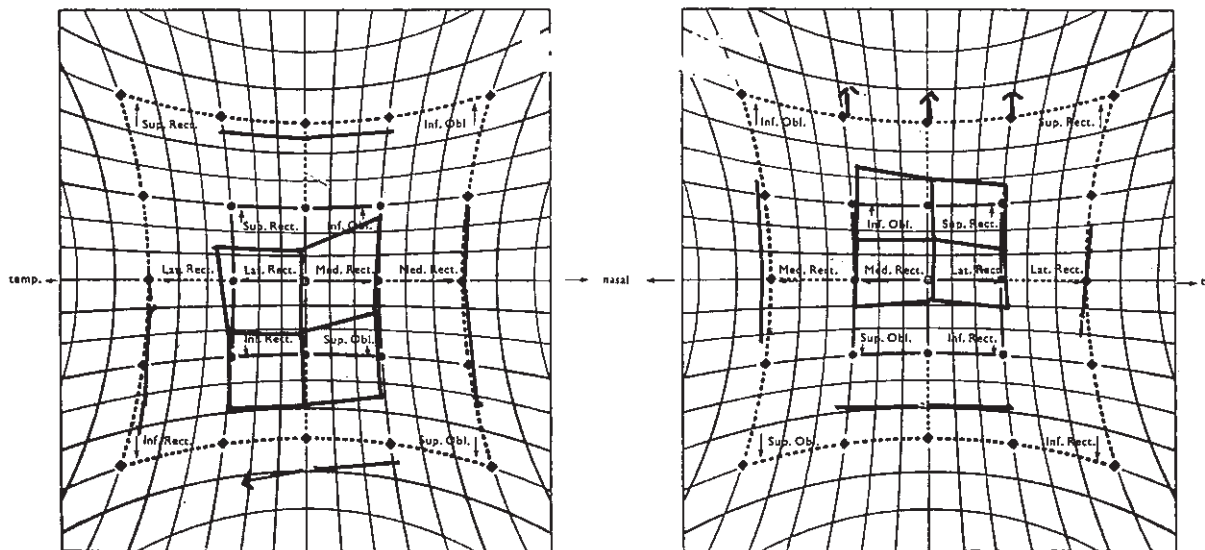 Sup. Rect. Inf. Obl
Sup. Rect. Inf. Obl.
temp. Lat. Rect. Lat. Rect. Med. Rect. Med. Rect.
Inf. Rect. Sup. Obl.
Inf. Rect. Sup. Obl.
nasal
Inf. Obl. Sup. Rect.
Inf. Obl. Sup. Rect.
Med. Rect. Med. Rect. Lat. Rect. Lat. Rect. t
Sup. Obl. Inf. Rect.
Sup. Obl. Inf. Rect.